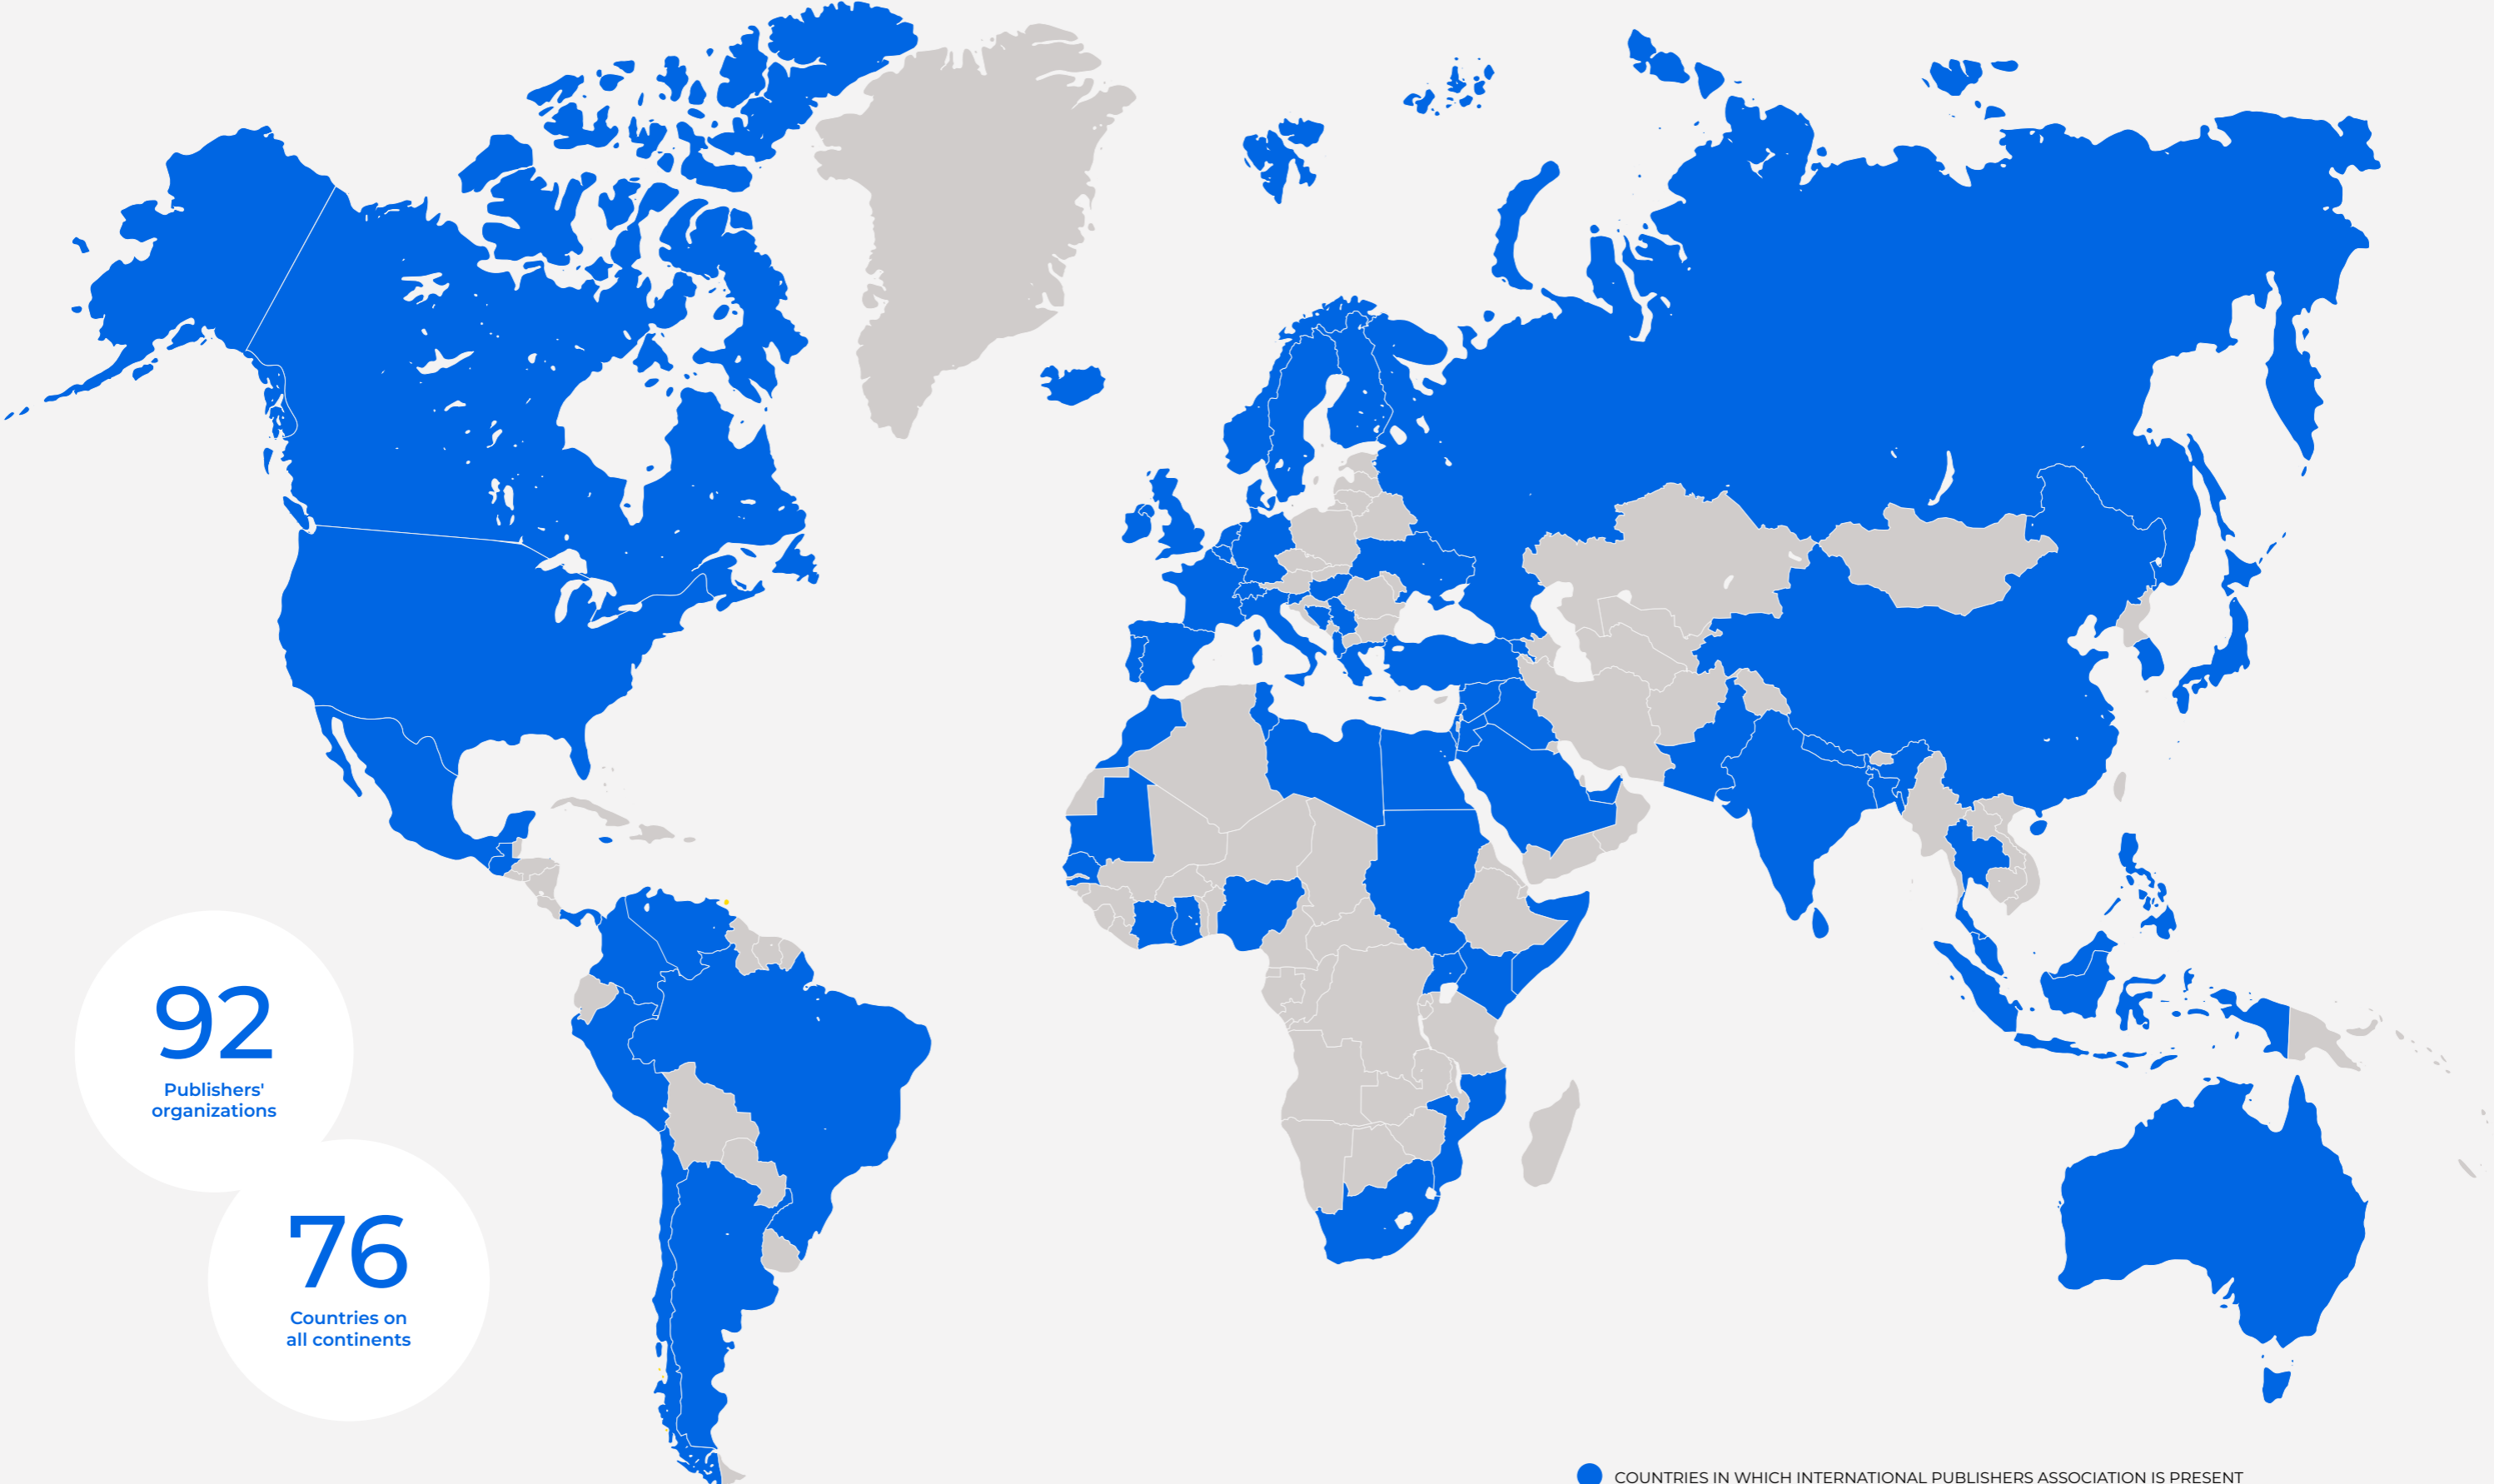 92
Publishers'
organizations
76
Countries on
all continents
COUNTRIES IN WHICH INTERNATIONAL PUBLISHERS ASSOCIATION IS PRESENT